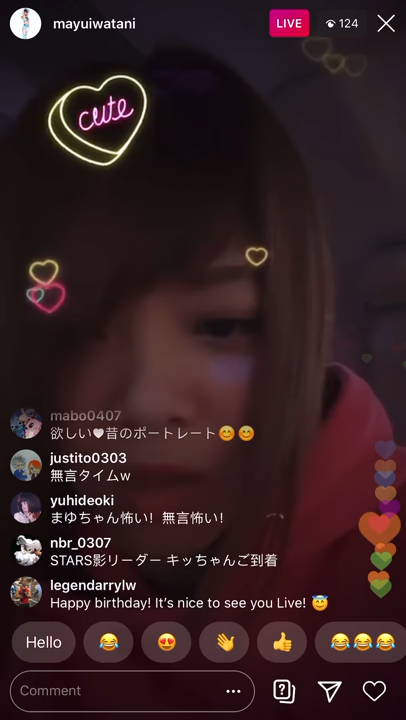 mayuiwatani
LIVE
124
cute
mabo0407
欲しい♥昔のポートレート😊😊
justito0303
無言タイムw
yuhideoki
まゆちゃん怖い！無言怖い！
nbr_0307
STARS影リーダー キッちゃんご到着
legendarrylw
Happy birthday! It’s nice to see you Live! 😇
Hello
Comment